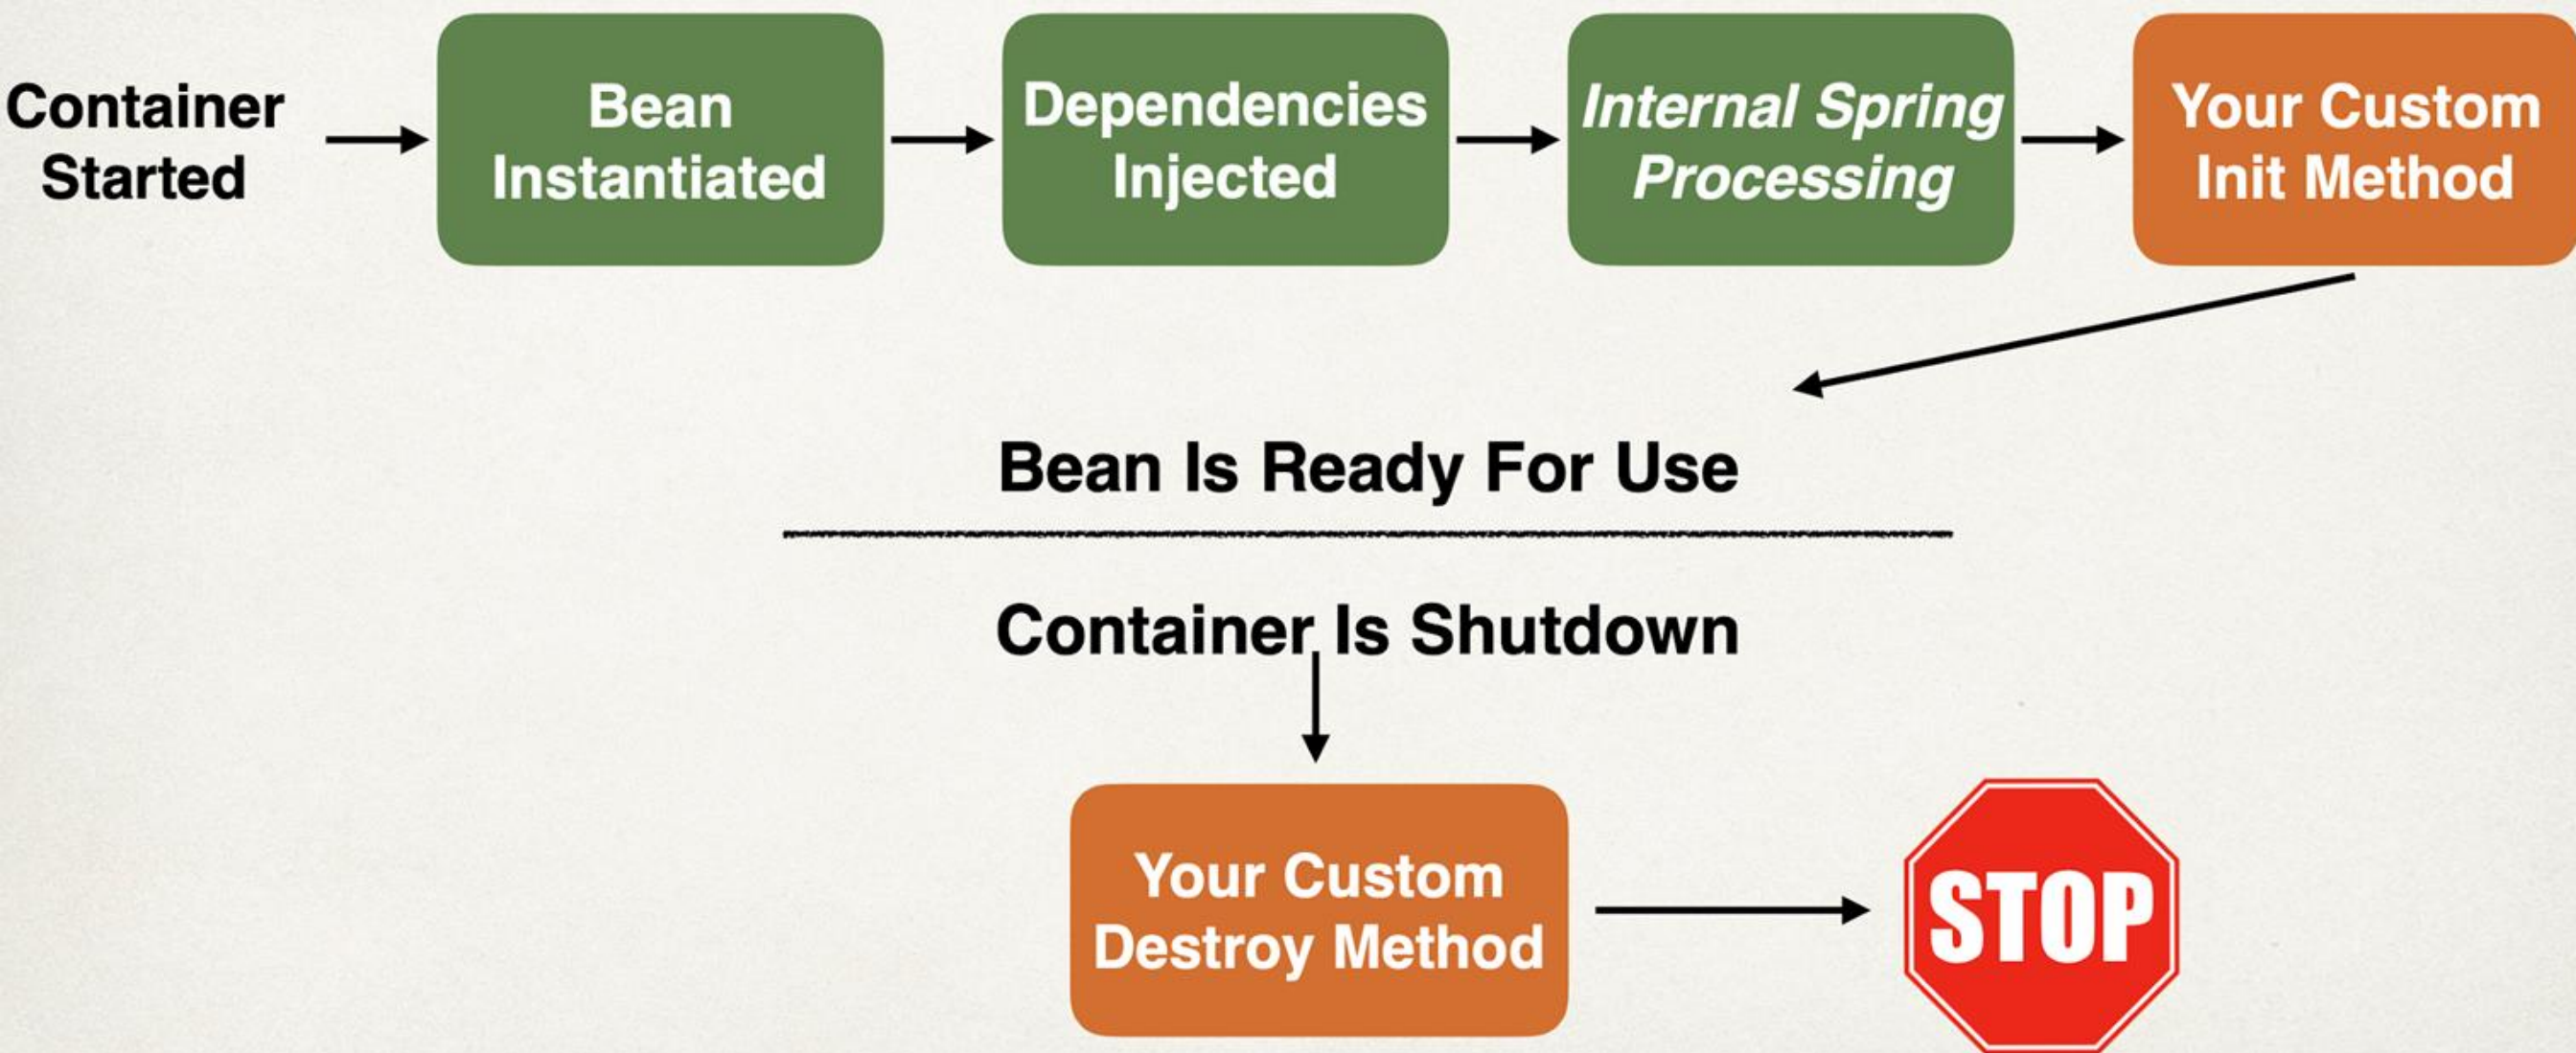 Container
Started
Bean
Instantiated
Dependencies
Injected
Internal Spring
Processing
Your Custom
Init Method
Bean Is Ready For Use
Container Is Shutdown
Your Custom
Destroy Method
STOP